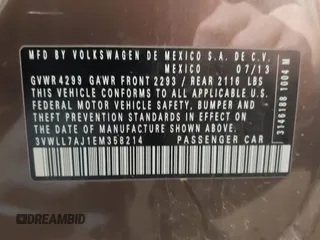 MFD. BY VOLKSWAGEN DE MEXICO S.A. DE C.V.
MEXICO 07/13
GVWR 4299 GAWR FRONT 2293 / REAR 2116 LBS
THIS VEHICLE CONFORMS TO ALL APPLICABLE U.S.
FEDERAL MOTOR VEHICLE SAFETY, BUMPER AND
THEFT PREVENTION STANDARDS IN EFFECT ON
THE DATE OF MANUFACTURE SHOWN ABOVE
3VWLL7AJ1EM358214 PASSENGER CAR
3146188 1004 M
© DREAMBID